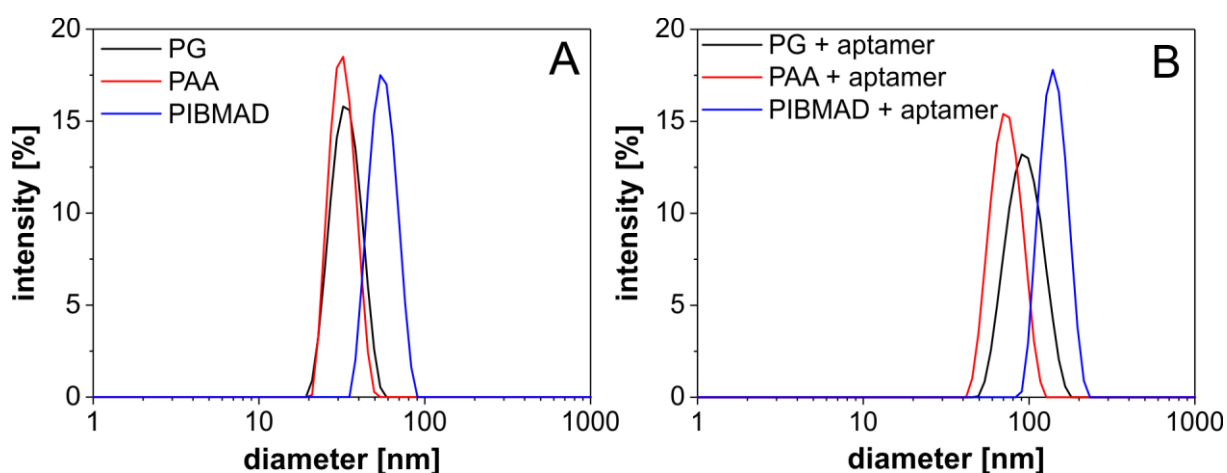 20
15
10
5
0
intensity [%]
PG
PAA
PIBMAD
A
1
10
100
1000
diameter [nm]
20
15
10
5
0
intensity [%]
PG + aptamer
PAA + aptamer
PIBMAD + aptamer
B
1
10
100
1000
diameter [nm]